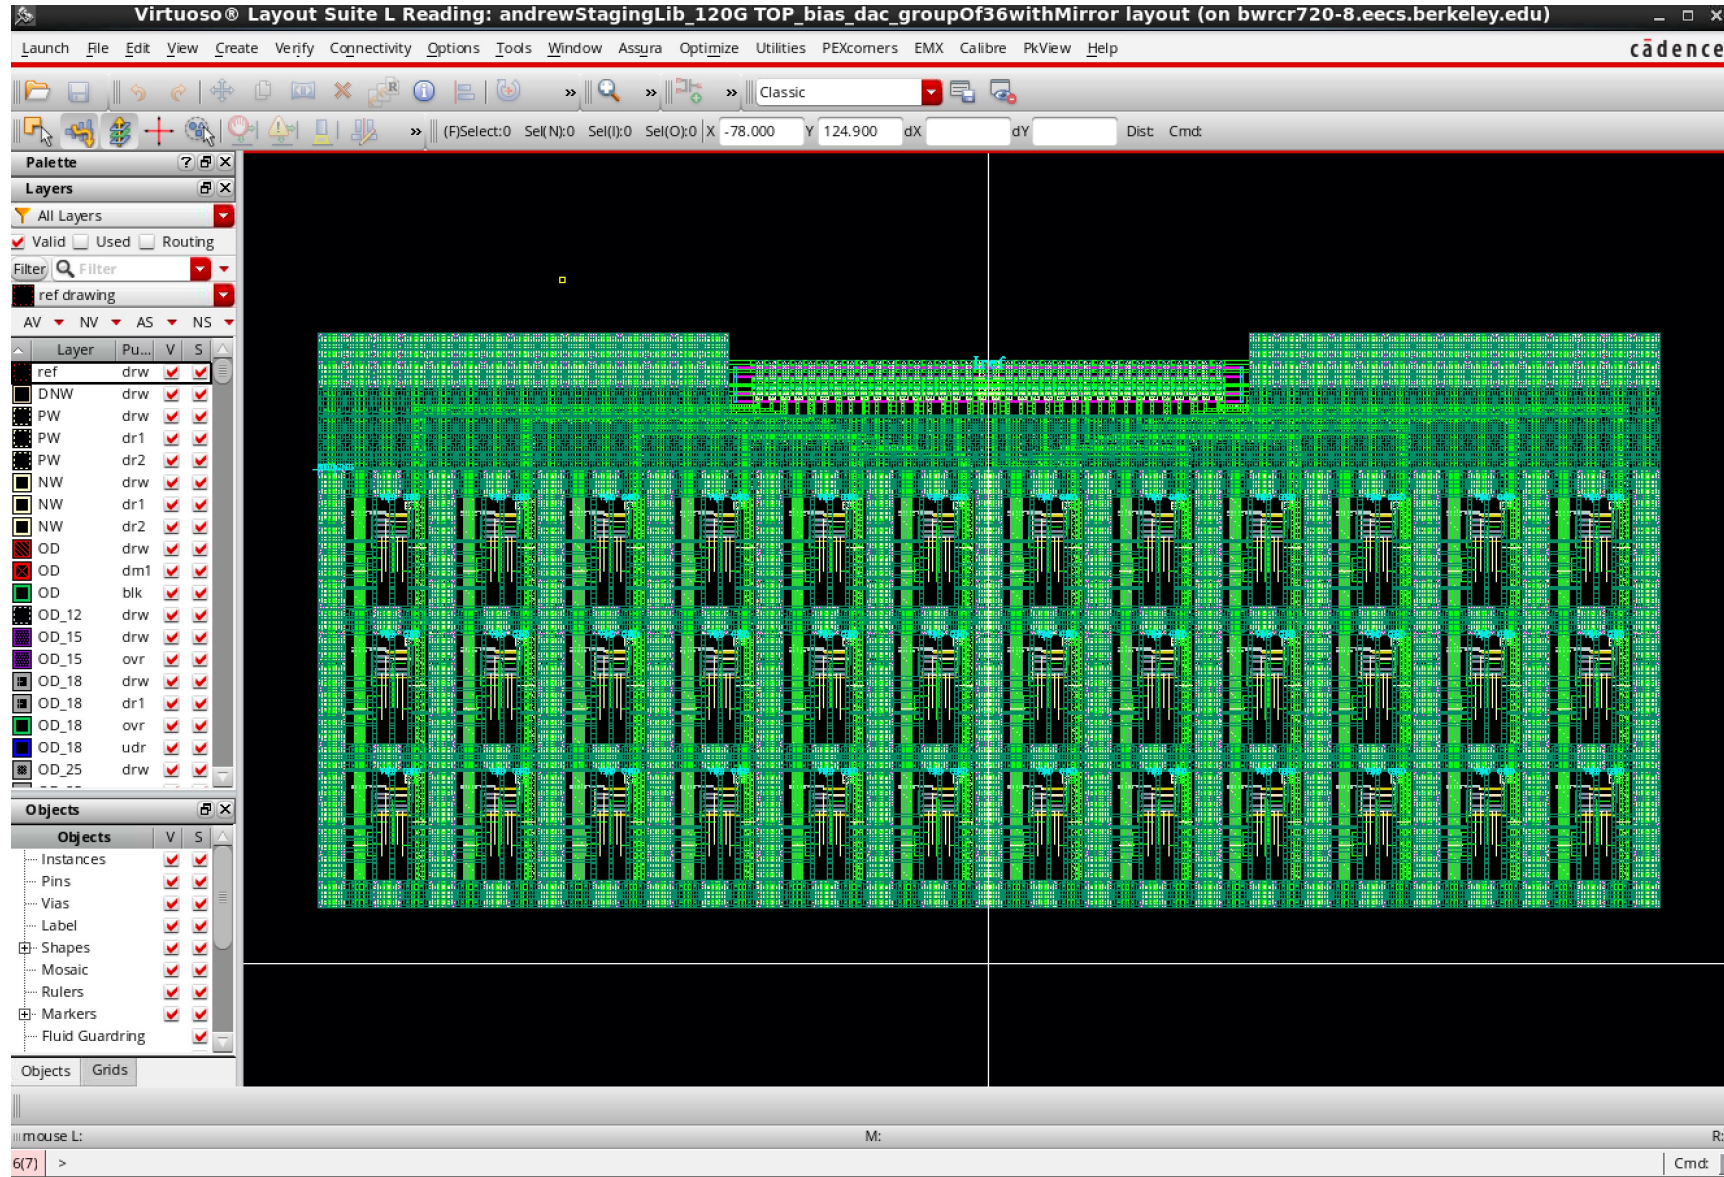 Virtuoso® Layout Suite L Reading: andrewStagingLib_120G TOP_bias_dac_groupOf36withMirror layout (on bwrcr720-8.eecs.berkeley.edu)
Launch File Edit View Create Verify Connectivity Options Tools Window Assura Optimize Utilities PEXcorners EMX Calibre PkView Help cādence
» » » Classic
» (F)Select:0 Sel(N):0 Sel(I):0 Sel(O):0 X -78.000 Y 124.900 dX dY Dist: Cmd:
Palette
Layers
All Layers
Valid Used Routing
Filter Filter
ref drawing
AV NV AS NS
Layer Pu... V S
ref drw
DNW drw
PW drw
PW dr1
PW dr2
NW drw
NW dr1
NW dr2
OD drw
OD dm1
OD blk
OD_12 drw
OD_15 drw
OD_15 ovr
OD_18 drw
OD_18 dr1
OD_18 ovr
OD_18 udr
OD_25 drw
Iref
Objects
Objects V S
Instances
Pins
Vias
Label
Shapes
Mosaic
Rulers
Markers
Fluid Guardring
Objects Grids
mouse L: M: R:
6(7) > Cmd: